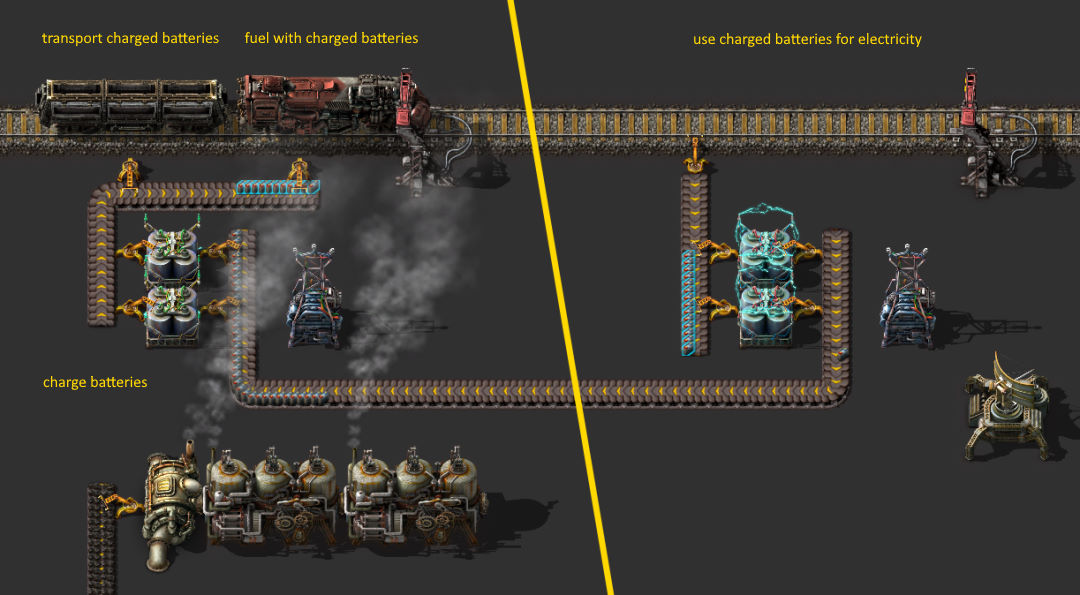 transport charged batteries
fuel with charged batteries
use charged batteries for electricity
charge batteries